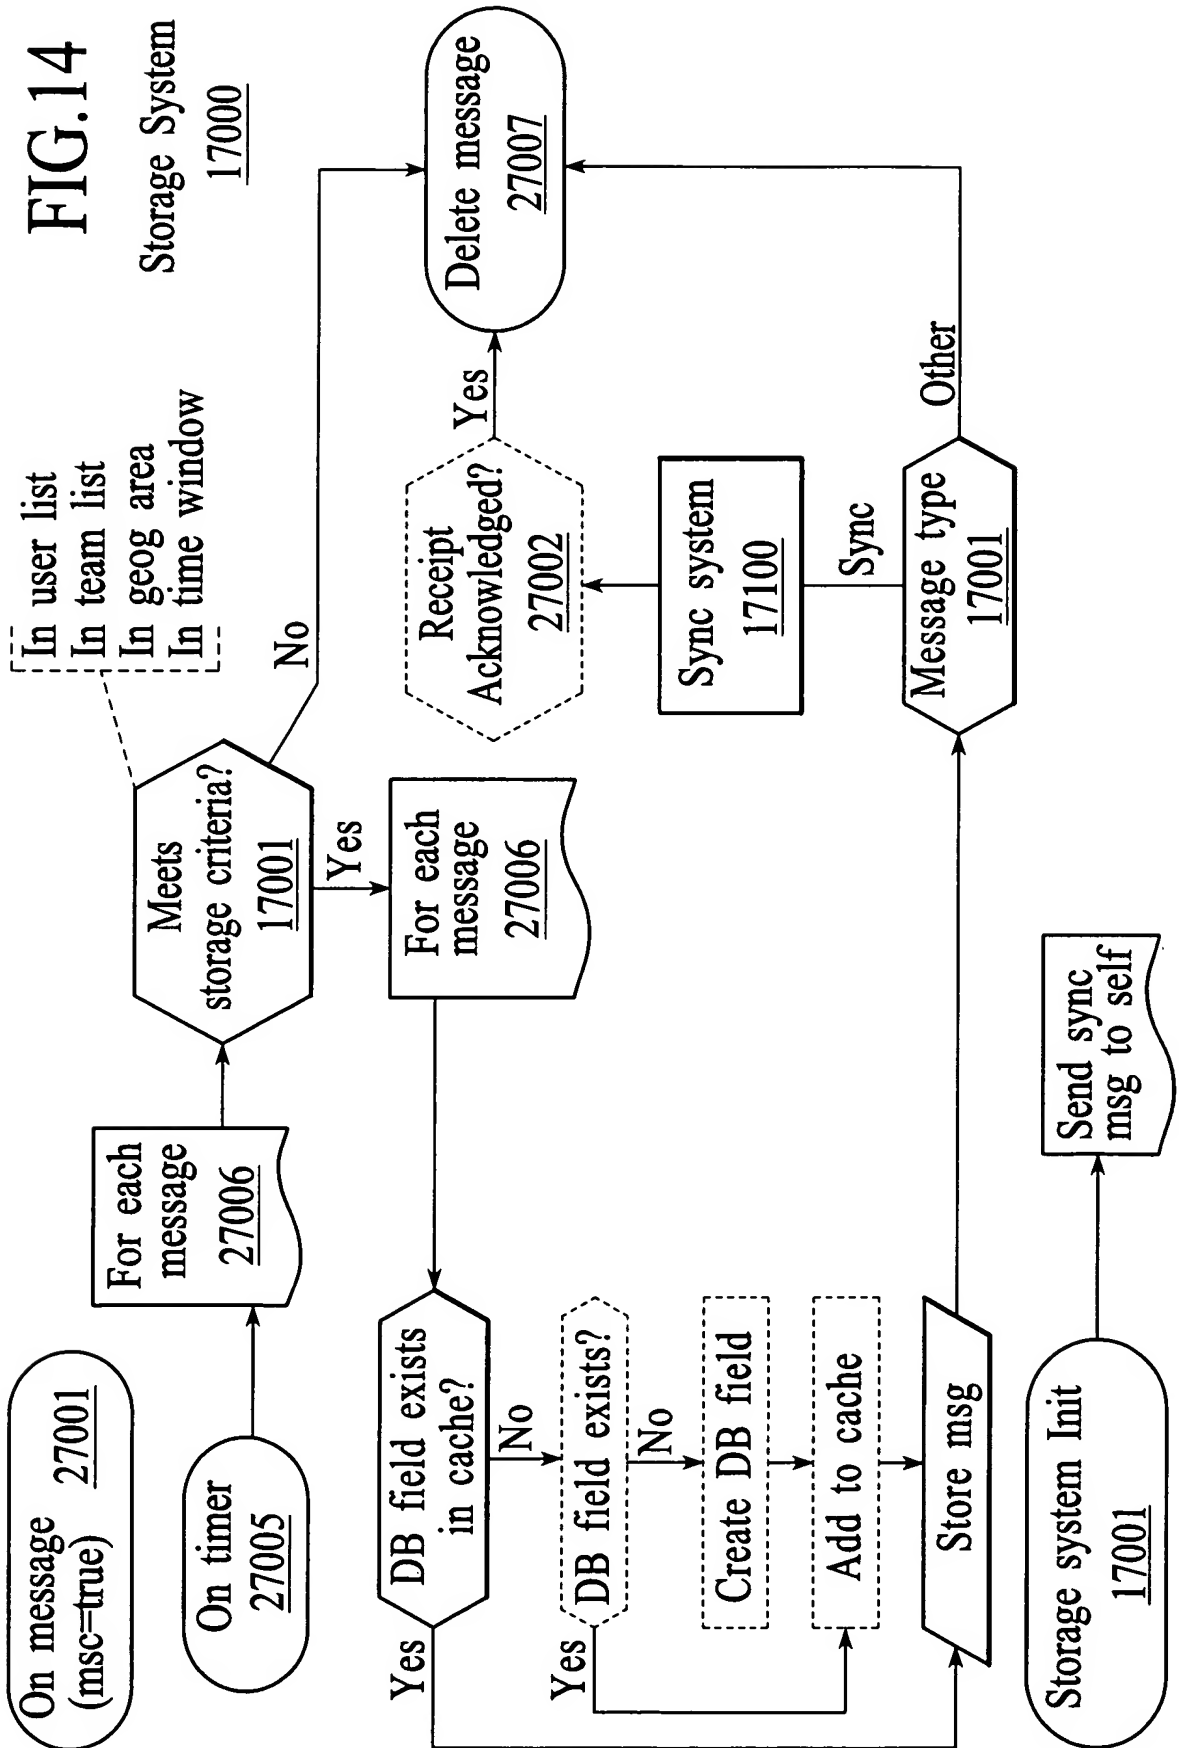 FIG.14
Storage System
17000
On message 27001
(msc=true)
On timer
27005
For each
message
27006
Meets
storage criteria?
17001
In user list
In team list
In geog area
In time window
No
Yes
For each
message
27006
DB field exists
in cache?
Yes
No
DB field exists?
Yes
No
Create DB field
Add to cache
Store msg
Message type
17001
Sync
Other
Sync system
17100
Receipt
Acknowledged?
27002
Yes
Delete message
27007
Storage system Init
17001
Send sync
msg to self